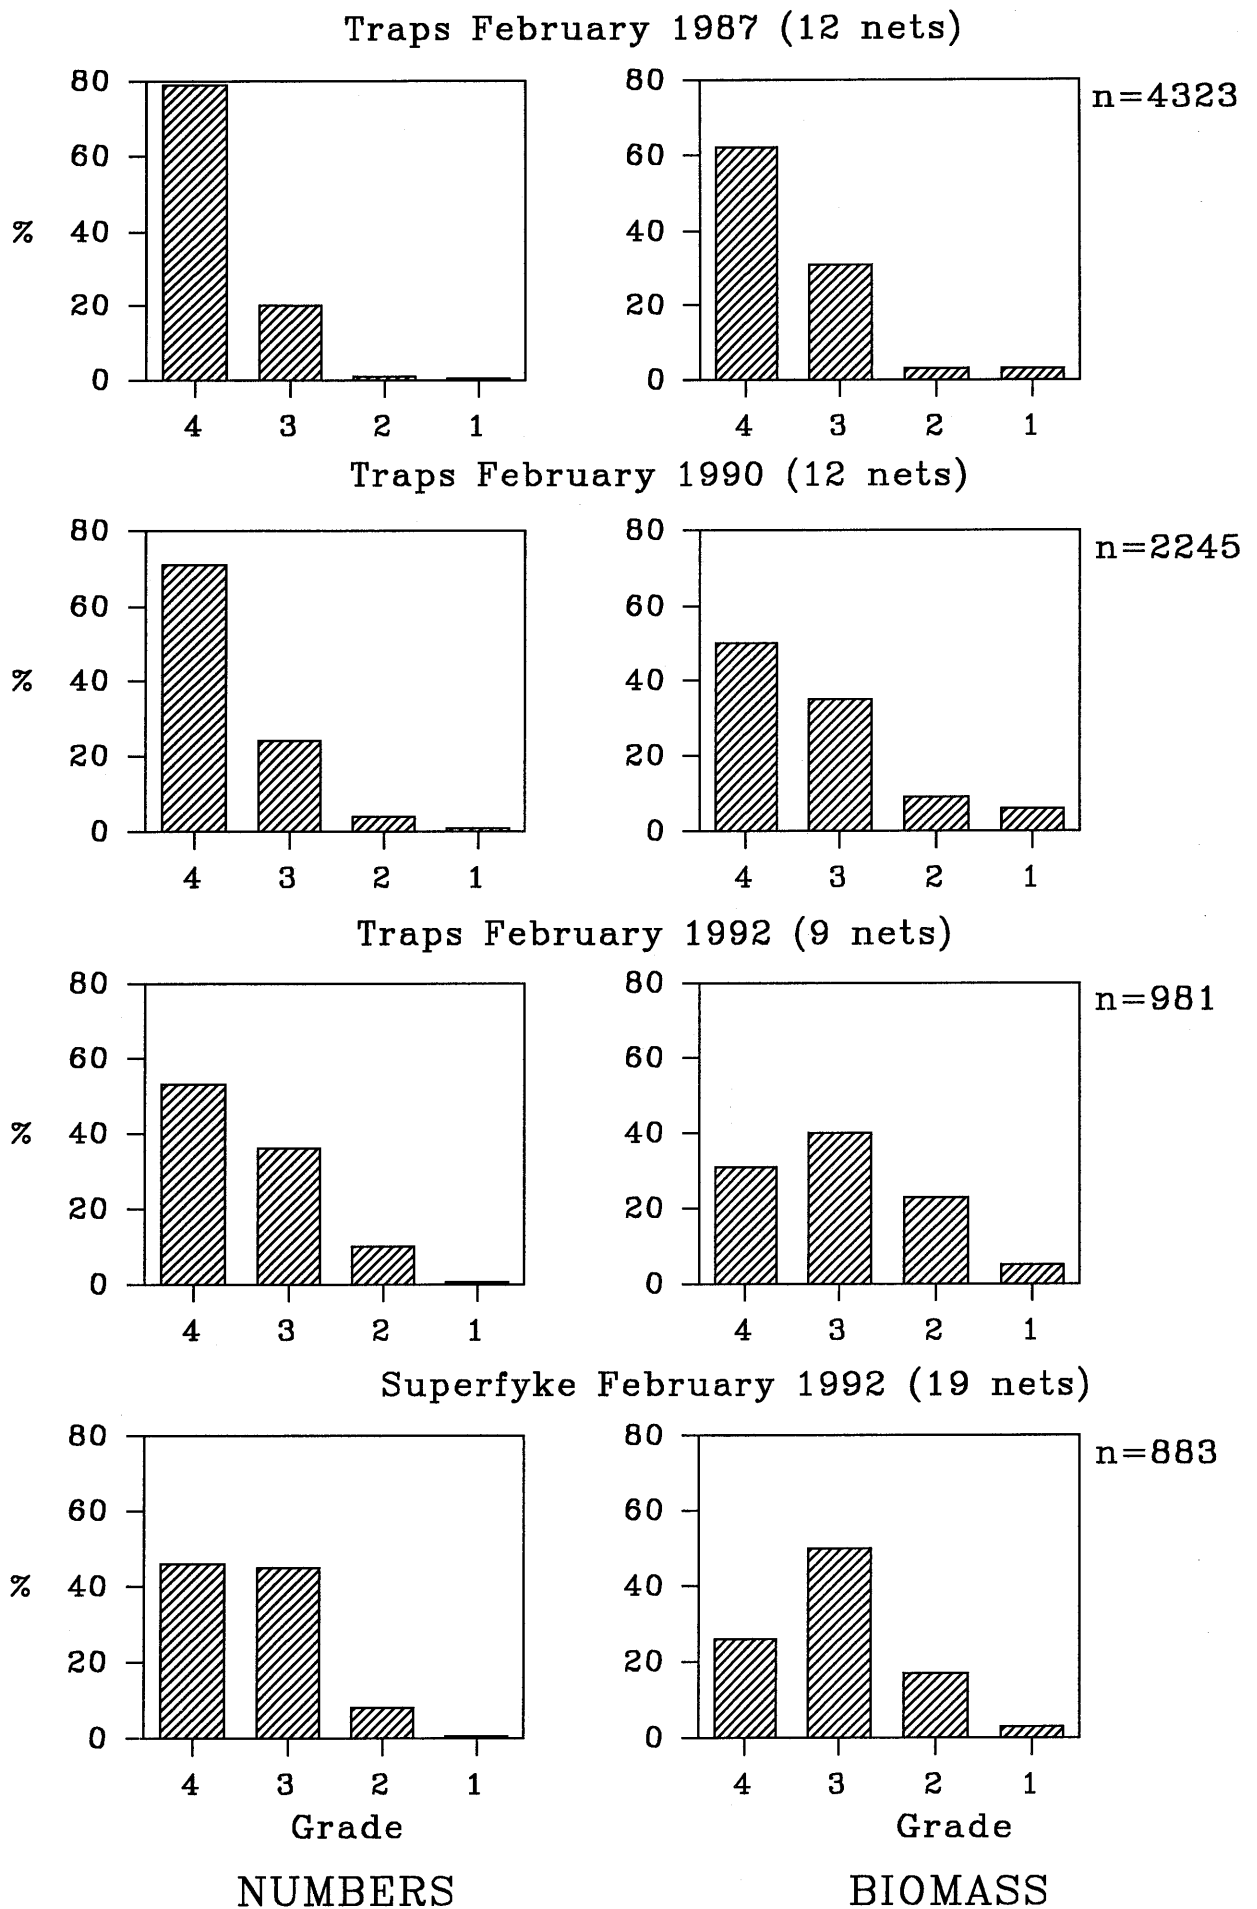 Traps February 1987 (12 nets)
80 80 n=4323
60 60
% 40 40
20 20
0 0
4 3 2 1 4 3 2 1
Traps February 1990 (12 nets)
80 80 n=2245
60 60
% 40 40
20 20
0 0
4 3 2 1 4 3 2 1
Traps February 1992 (9 nets)
80 80 n=981
60 60
% 40 40
20 20
0 0
4 3 2 1 4 3 2 1
Superfyke February 1992 (19 nets)
80 80 n=883
60 60
% 40 40
20 20
0 0
4 3 2 1 4 3 2 1
Grade Grade
NUMBERS BIOMASS